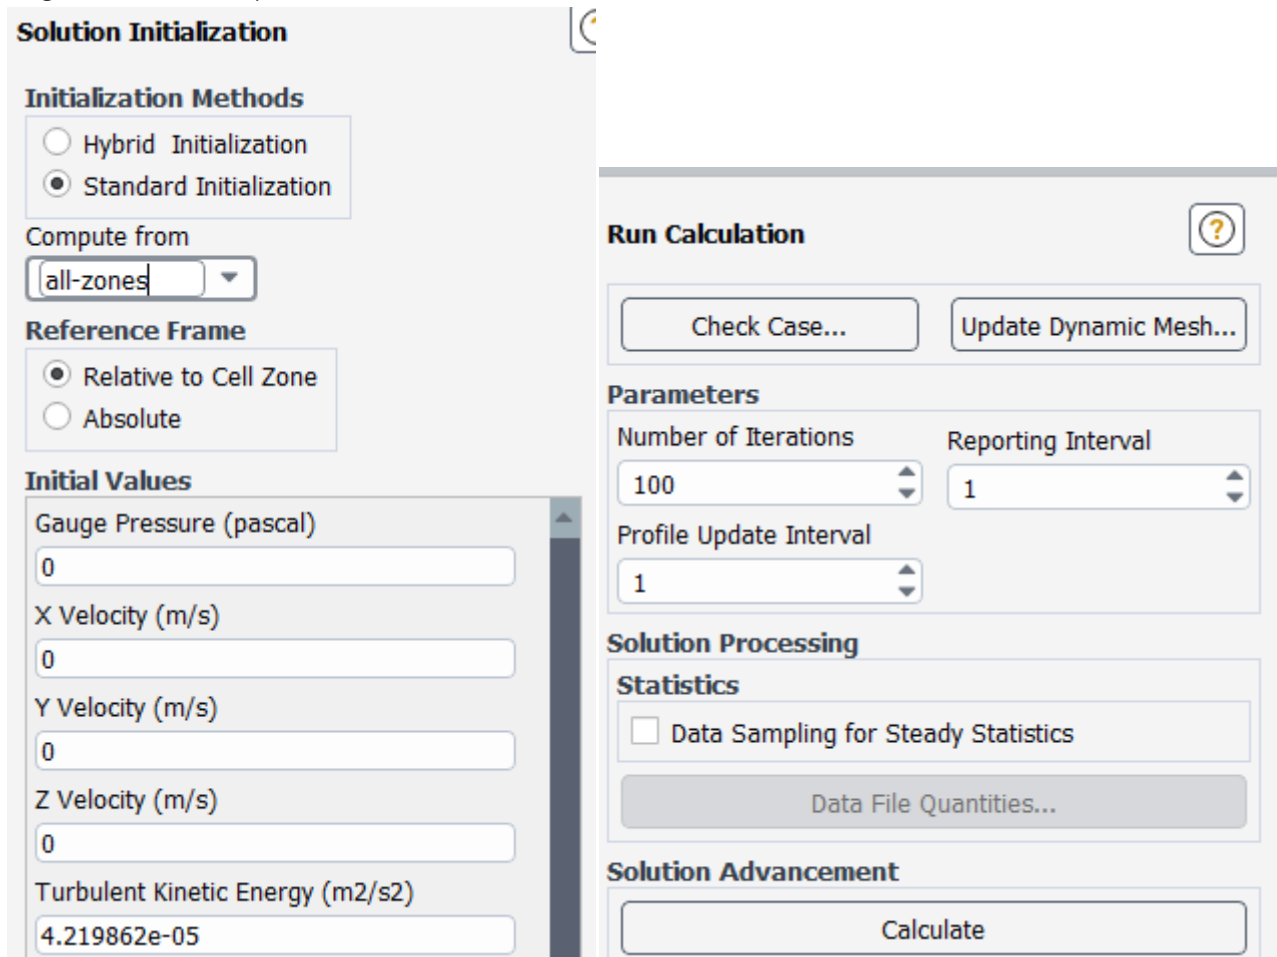 Solution Initialization
Initialization Methods
Hybrid Initialization
Standard Initialization
Compute from
all-zones
Reference Frame
Relative to Cell Zone
Absolute
Initial Values
Gauge Pressure (pascal)
0
X Velocity (m/s)
0
Y Velocity (m/s)
0
Z Velocity (m/s)
0
Turbulent Kinetic Energy (m2/s2)
4.219862e-05
Run Calculation
?
Check Case... Update Dynamic Mesh...
Parameters
Number of Iterations Reporting Interval
100 1
Profile Update Interval
1
Solution Processing
Statistics
Data Sampling for Steady Statistics
Data File Quantities...
Solution Advancement
Calculate